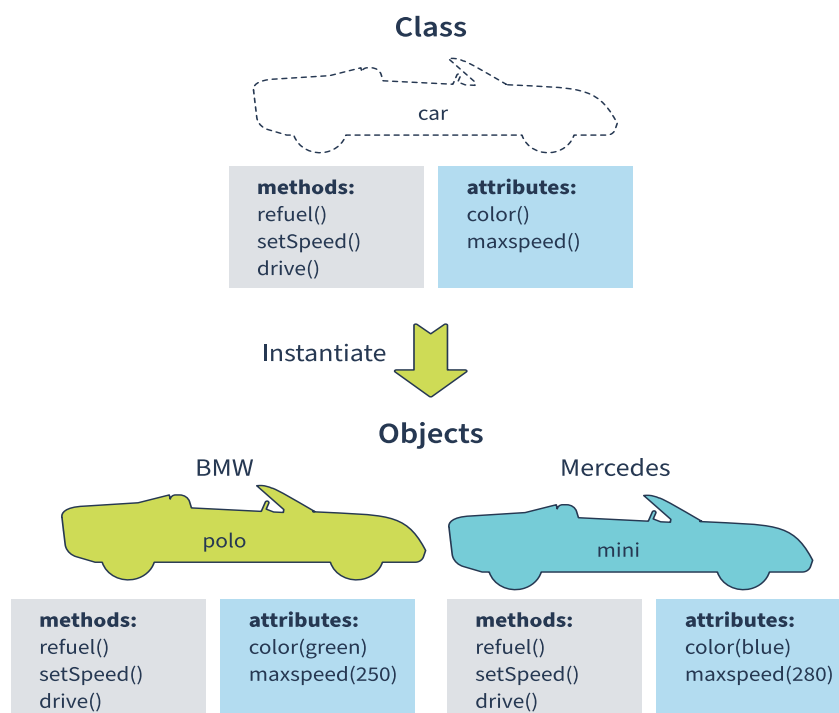 Class
car
methods:
refuel()
setSpeed()
drive()
attributes:
color()
maxspeed()
Instantiate
Objects
BMW
polo
methods:
refuel()
setSpeed()
drive()
attributes:
color(green)
maxspeed(250)
Mercedes
mini
methods:
refuel()
setSpeed()
drive()
attributes:
color(blue)
maxspeed(280)